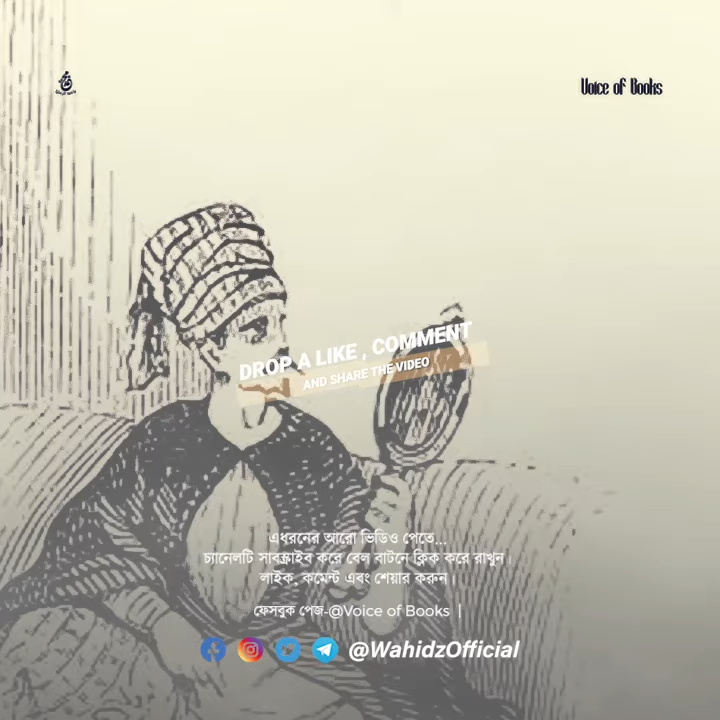 Voice of Books
DROP A LIKE , COMMENT
AND SHARE THE VIDEO
এধরনের আরো ভিডিও পেতে...
চ্যানেলটি সাবস্ক্রাইব করে বেল বাটনে ক্লিক করে রাখুন।
লাইক, কমেন্ট এবং শেয়ার করুন।
ফেসবুক পেজ-@Voice of Books |
@WahidzOfficial